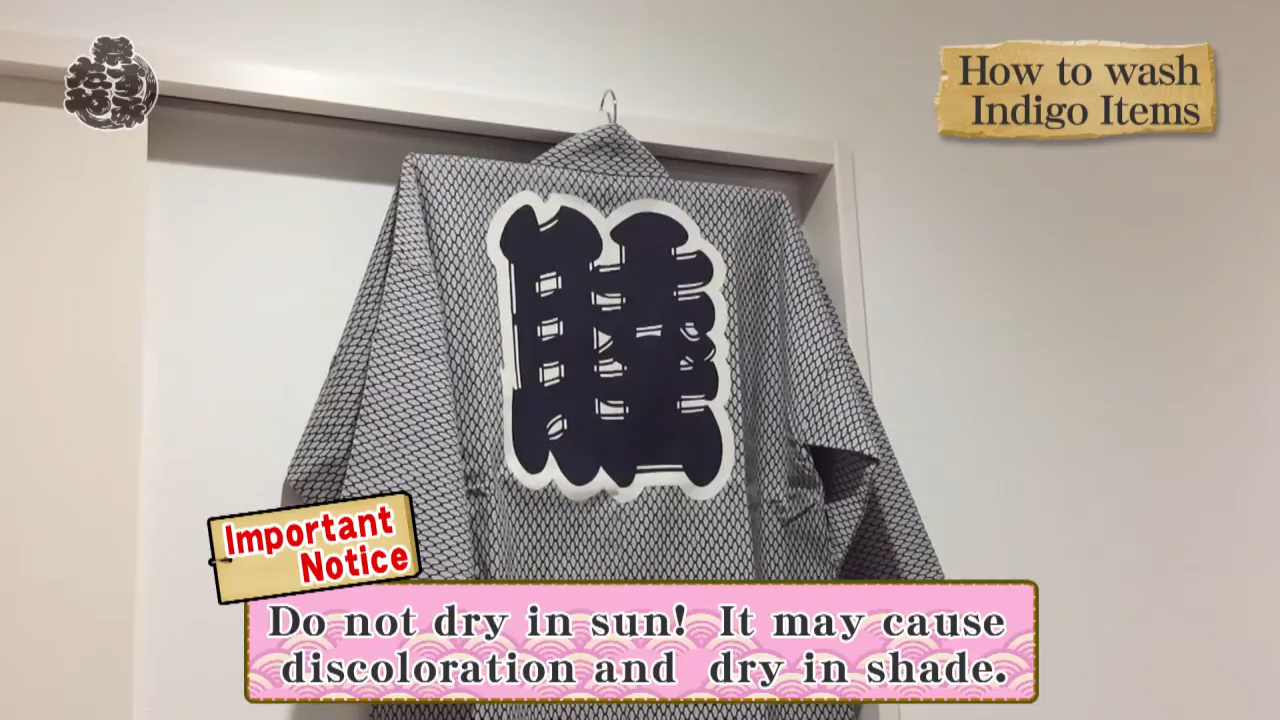 How to wash
Indigo Items
Important
Notice
Do not dry in sun! It may cause
discoloration and dry in shade.